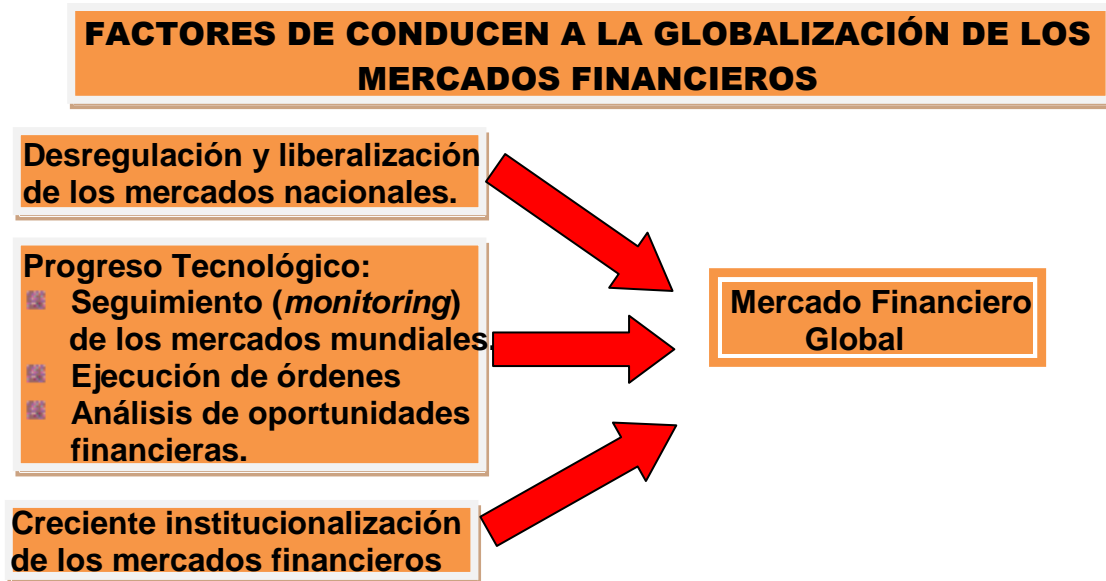 FACTORES DE CONDUCEN A LA GLOBALIZACIÓN DE LOS
MERCADOS FINANCIEROS
Desregulación y liberalización
de los mercados nacionales.
Progreso Tecnológico:
Seguimiento (monitoring)
de los mercados mundiales.
Ejecución de órdenes
Análisis de oportunidades
financieras.
Creciente institucionalización
de los mercados financieros
Mercado Financiero
Global